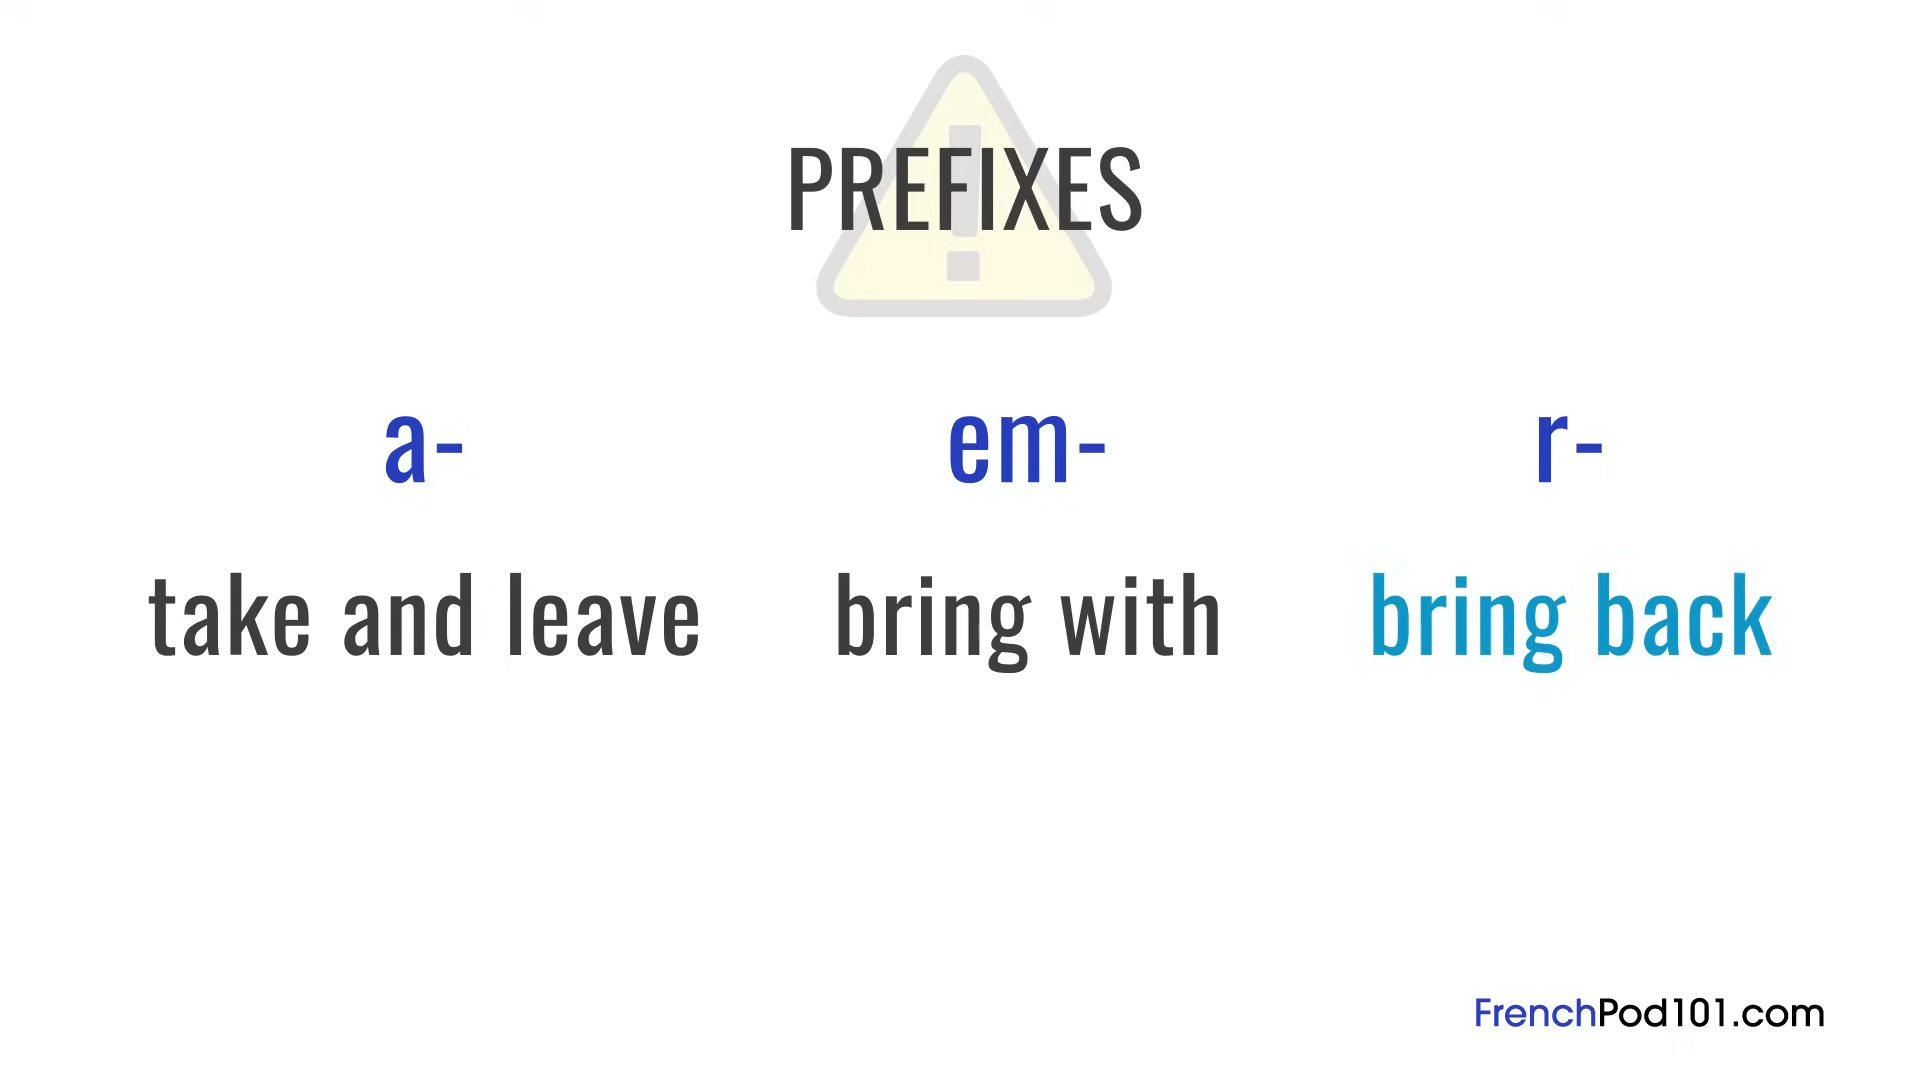 PREFIXES
a- em- r-
take and leave bring with bring back
FrenchPod101.com